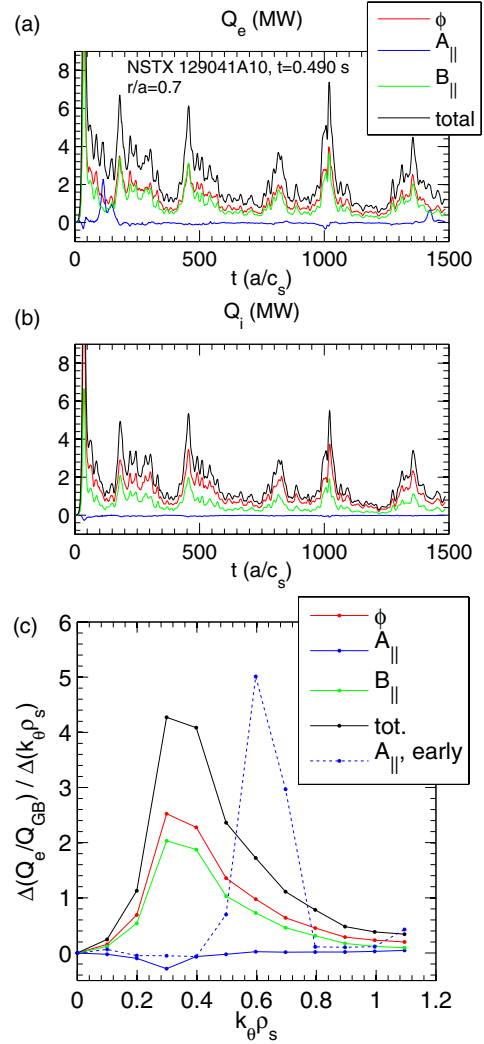 (a)
Q_e (MW)
ϕ
A_||
B_||
total
NSTX 129041A10, t=0.490 s
r/a=0.7
8
6
4
2
0
0 500 1000 1500
t (a/c_s)
(b)
Q_i (MW)
8
6
4
2
0
0 500 1000 1500
t (a/c_s)
(c)
ϕ
A_||
B_||
tot.
A_||, early
Δ(Q_e/Q_GB) / Δ(k_θρ_s)
6
5
4
3
2
1
0
0 0.2 0.4 0.6 0.8 1 1.2
k_θρ_s